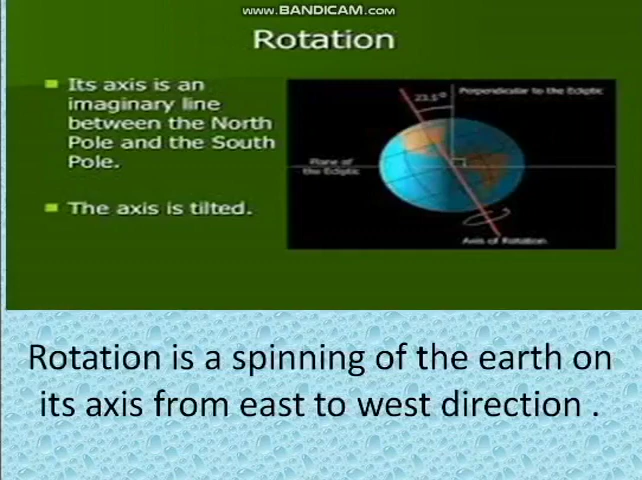 WWW.BANDICAM.COM
Rotation
Its axis is an
imaginary line
between the North
Pole and the South
Pole.
The axis is tilted.
23.5°
Perpendicular to the Ecliptic
Plane of
the Ecliptic
Axis of Rotation
Rotation is a spinning of the earth on
its axis from east to west direction .